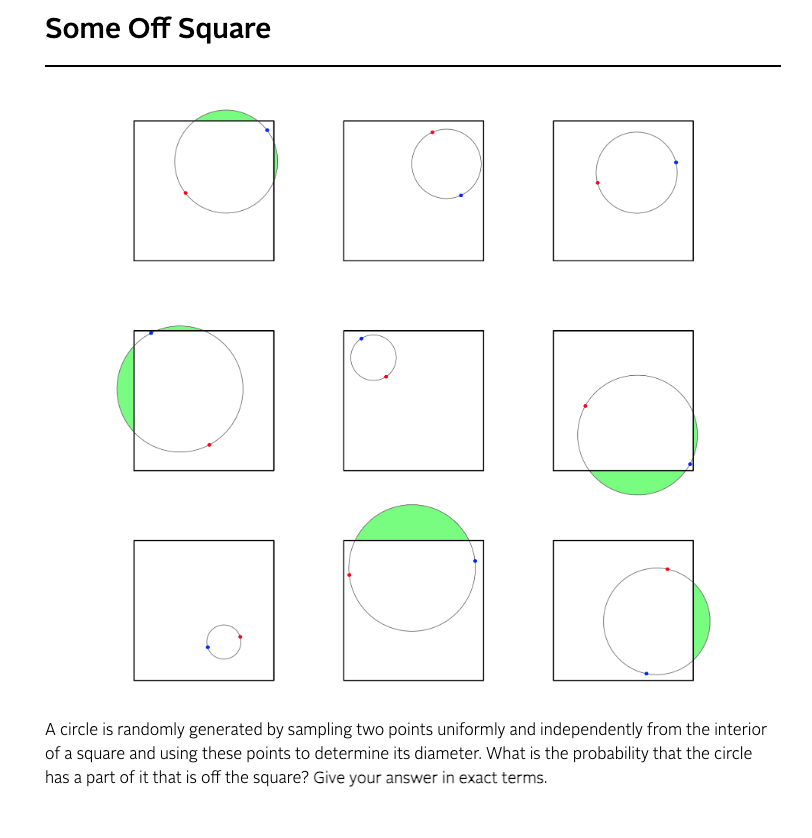 Some Off Square
A circle is randomly generated by sampling two points uniformly and independently from the interior
of a square and using these points to determine its diameter. What is the probability that the circle
has a part of it that is off the square? Give your answer in exact terms.